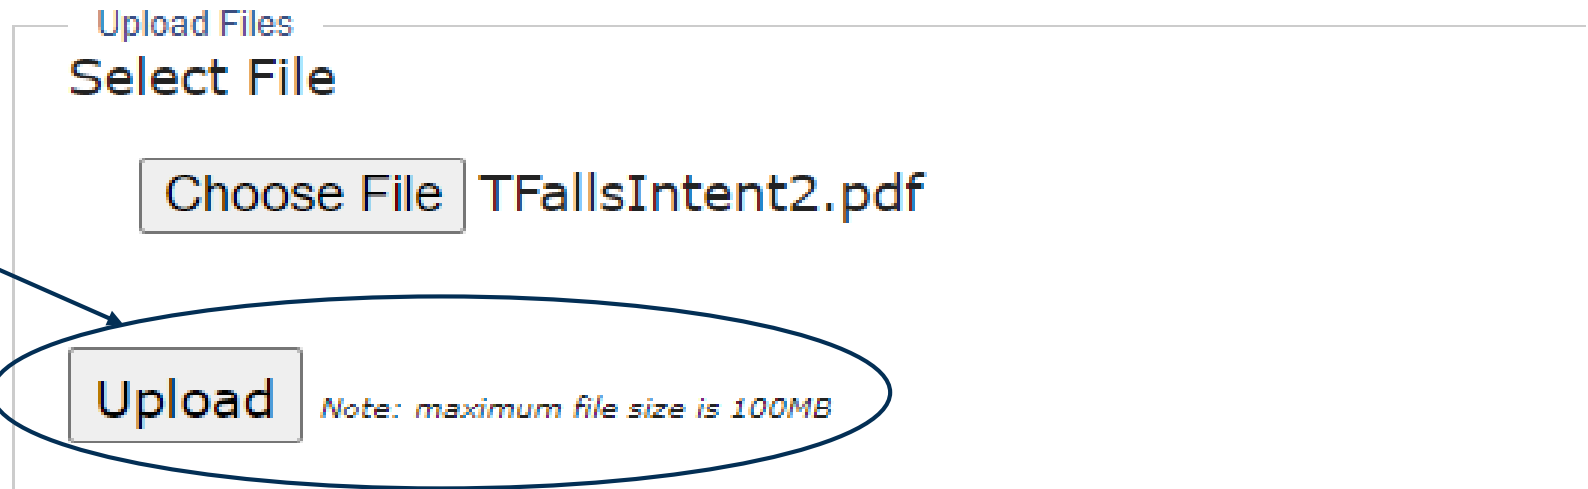 Upload Files
Select File
Choose File TFallsIntent2.pdf
Upload Note: maximum file size is 100MB